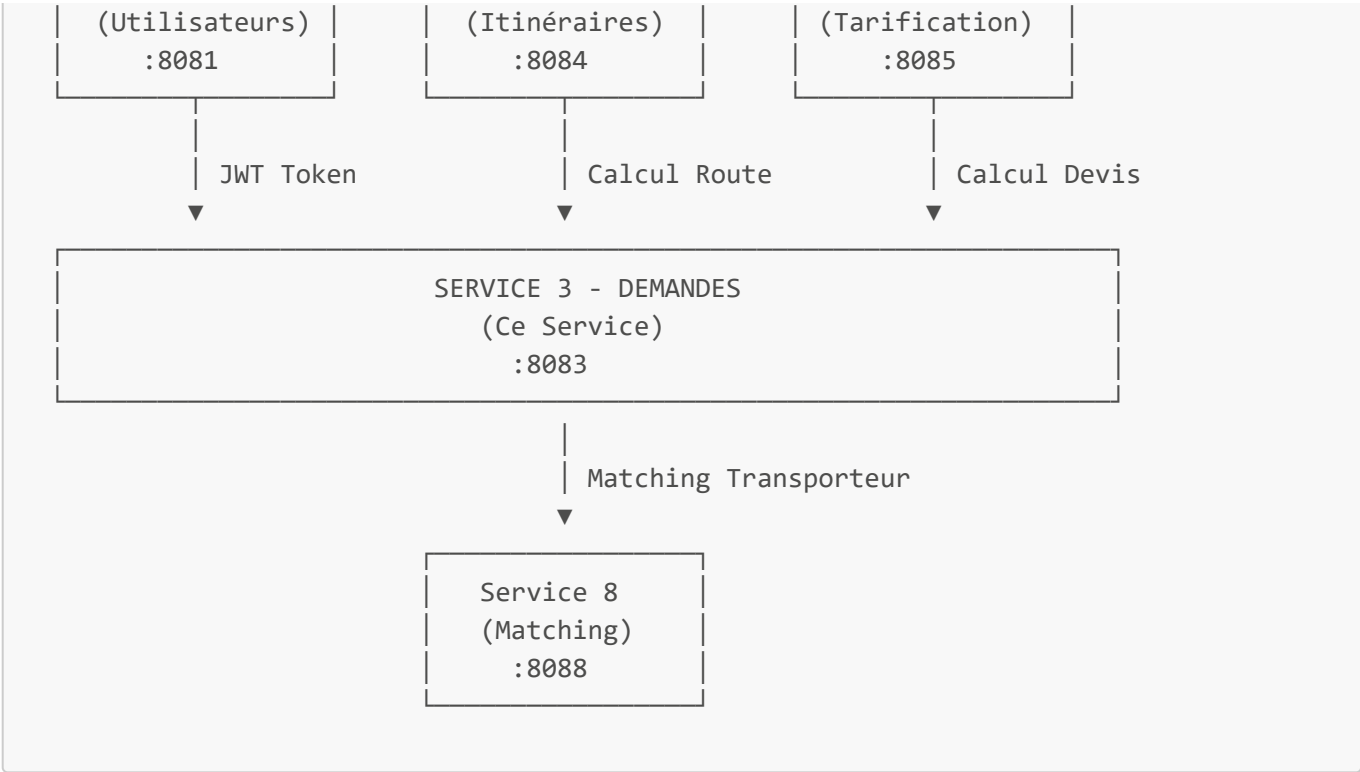 (Utilisateurs) (Itinéraires) (Tarification)
:8081 :8084 :8085
JWT Token Calcul Route Calcul Devis
SERVICE 3 - DEMANDES
(Ce Service)
:8083
Matching Transporteur
Service 8
(Matching)
:8088